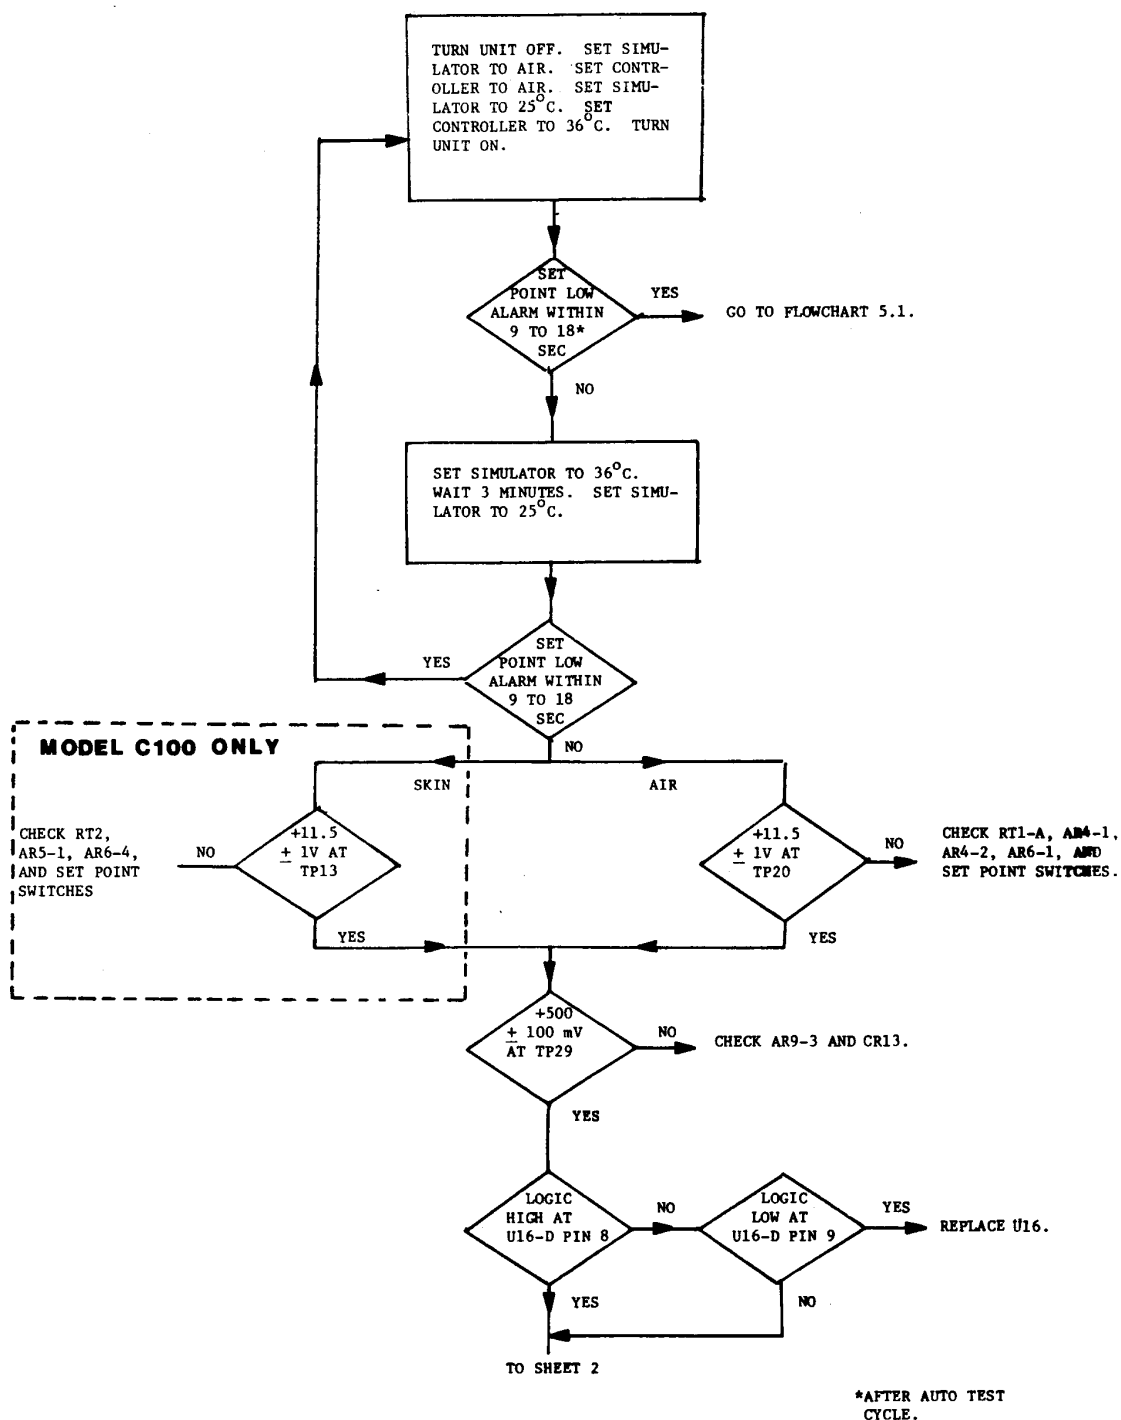 TURN UNIT OFF. SET SIMU-
LATOR TO AIR. SET CONTR-
OLLER TO AIR. SET SIMU-
LATOR TO 25°C. SET
CONTROLLER TO 36°C. TURN
UNIT ON.
SET
POINT LOW
ALARM WITHIN
9 TO 18*
SEC
YES
GO TO FLOWCHART 5.1.
NO
SET SIMULATOR TO 36°C.
WAIT 3 MINUTES. SET SIMU-
LATOR TO 25°C.
SET
POINT LOW
ALARM WITHIN
9 TO 18
SEC
YES
NO
MODEL C100 ONLY
SKIN
AIR
CHECK RT2,
AR5-1, AR6-4,
AND SET POINT
SWITCHES
NO
+11.5
± 1V AT
TP13
YES
+11.5
± 1V AT
TP20
NO
CHECK RT1-A, AR4-1,
AR4-2, AR6-1, AND
SET POINT SWITCHES.
YES
+500
± 100 mV
AT TP29
NO
CHECK AR9-3 AND CR13.
YES
LOGIC
HIGH AT
U16-D PIN 8
NO
LOGIC
LOW AT
U16-D PIN 9
YES
REPLACE U16.
YES
NO
TO SHEET 2
*AFTER AUTO TEST
CYCLE.